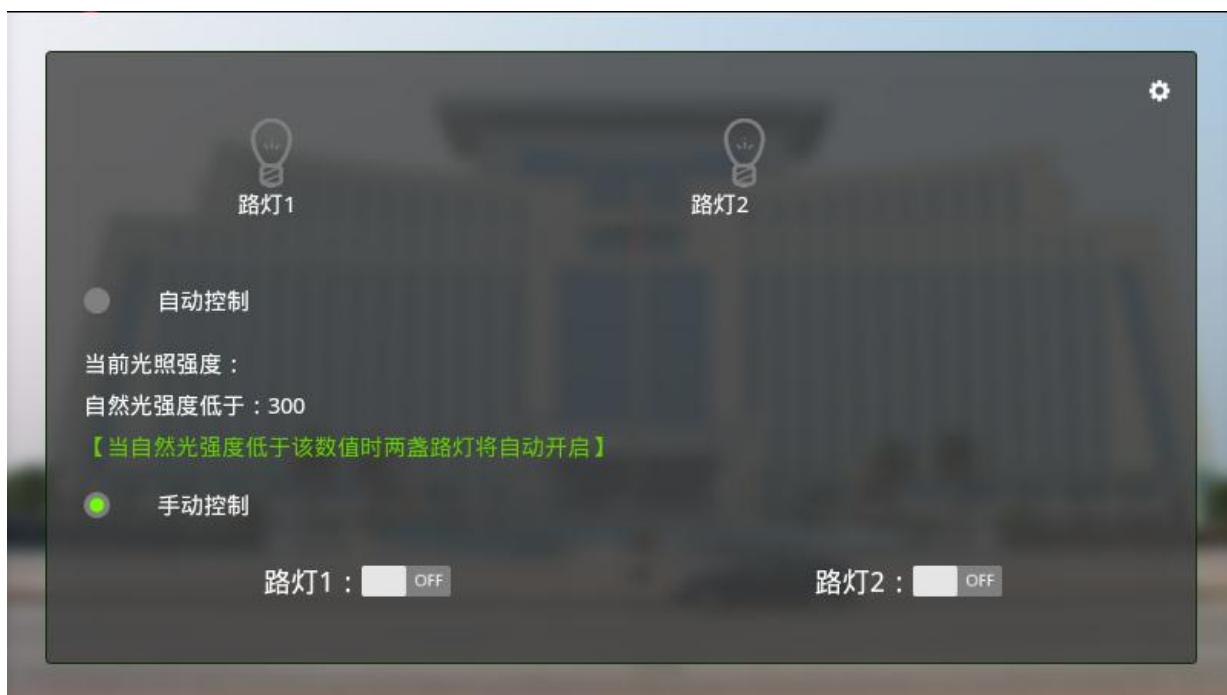 路灯1
路灯2
自动控制
当前光照强度：
自然光强度低于：300
【当自然光强度低于该数值时两盏路灯将自动开启】
手动控制
路灯1： OFF
路灯2： OFF